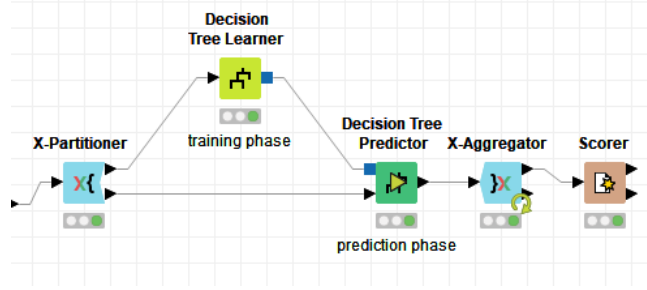 Decision
Tree Learner
training phase
X-Partitioner
X{
Decision Tree
Predictor
prediction phase
X-Aggregator
}X
Scorer